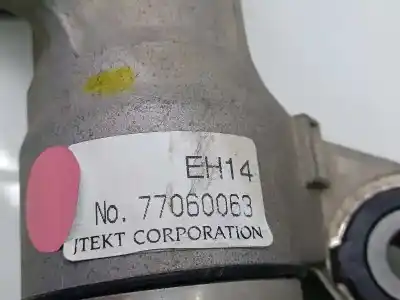 EH14
No. 77060063
JTEKT CORPORATION